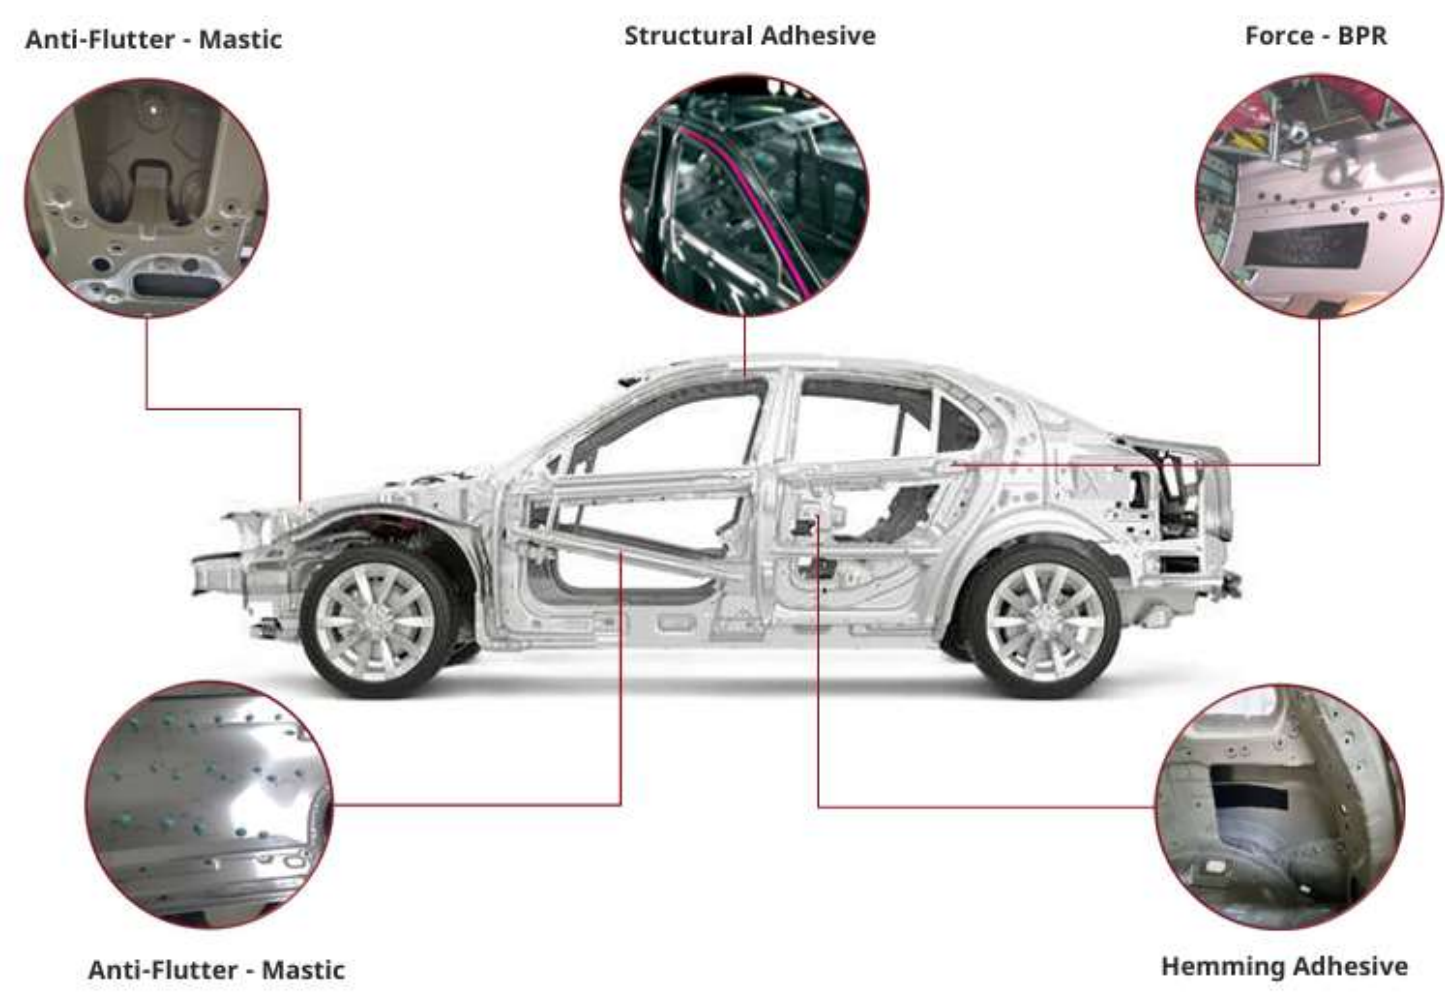 Anti-Flutter - Mastic
Structural Adhesive
Force - BPR
Anti-Flutter - Mastic
Hemming Adhesive